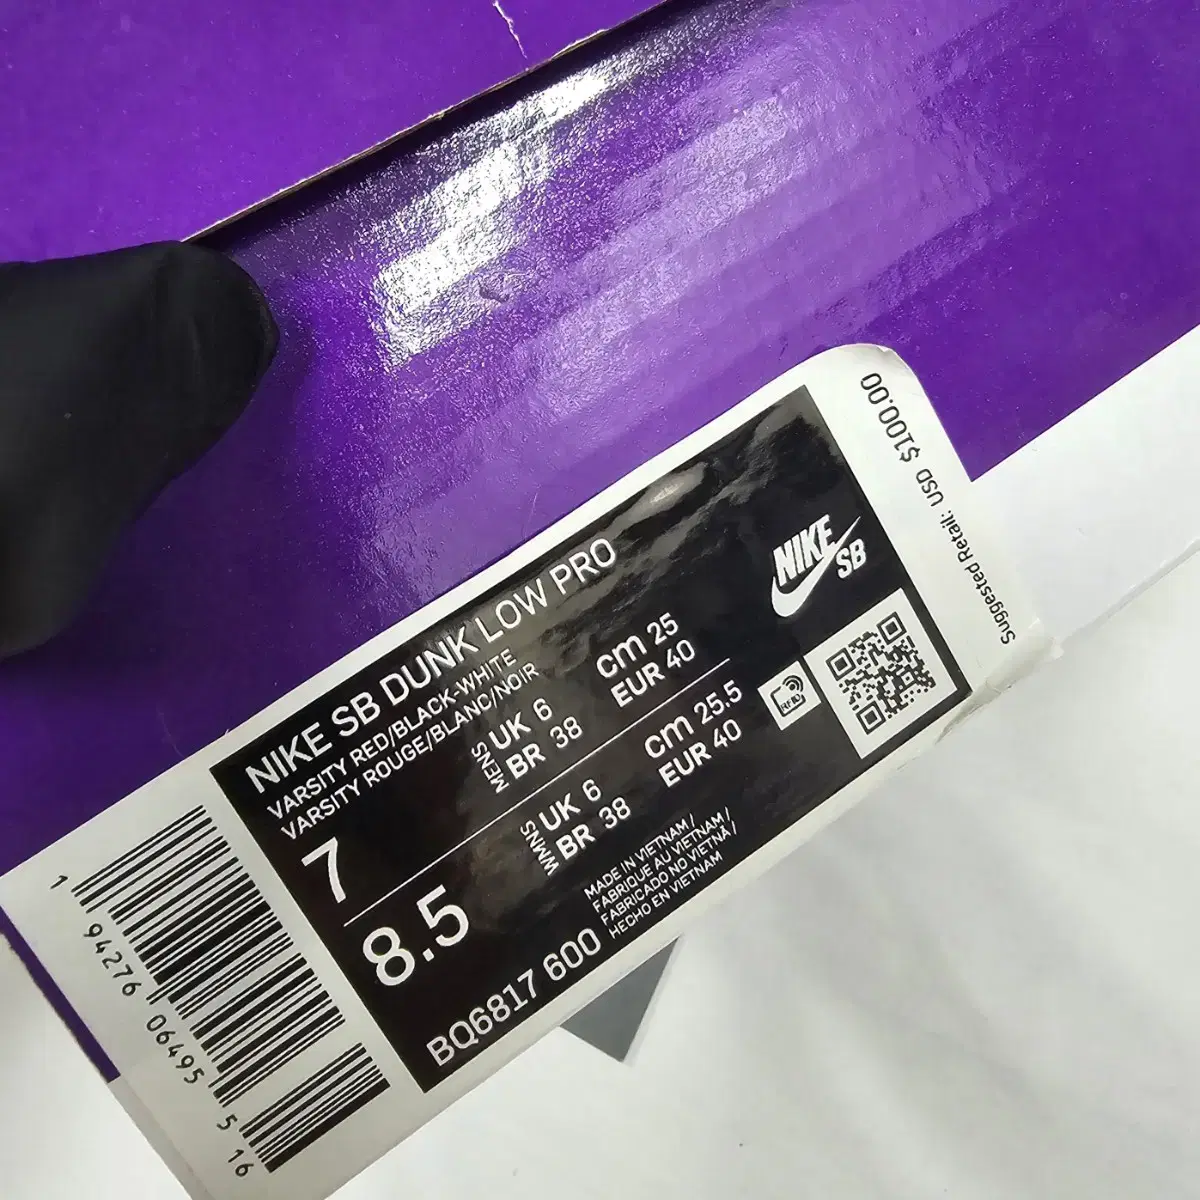 Suggested Retail: USD $100.00
NIKE
SB
NIKE SB DUNK LOW PRO
VARSITY RED/BLACK-WHITE
VARSITY ROUGE/BLANC/NOIR
7
MENS
UK 6
BR 38
cm 25
EUR 40
8.5
WMNS
UK 6
BR 38
cm 25.5
EUR 40
RFID
BQ6817 600
MADE IN VIETNAM /
FABRIQUE AU VIETNAM /
FABRICADO NO VIETNÃ /
HECHO EN VIETNAM
1 94276 06495 5 16